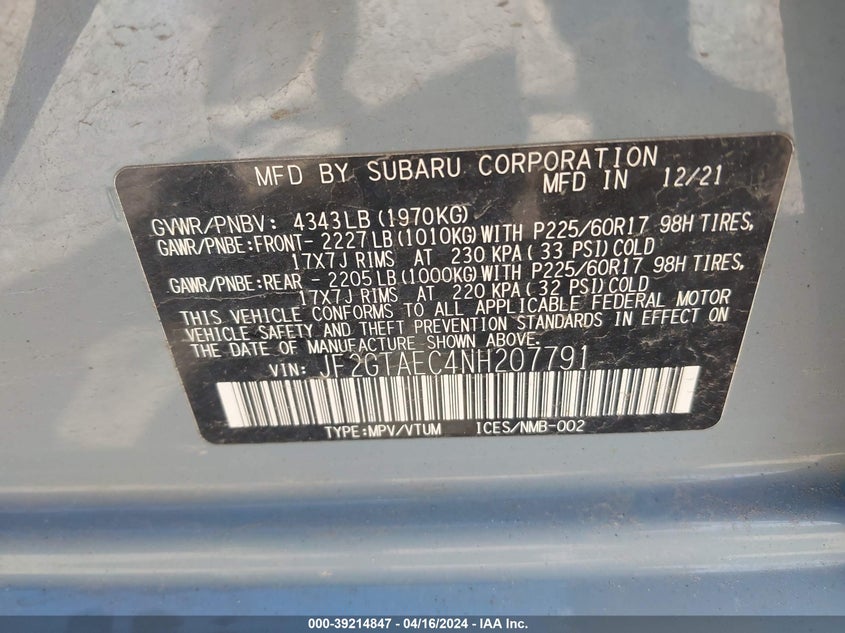 MFD BY SUBARU CORPORATION
MFD IN 12/21
GVWR/PNBV: 4343LB(1970KG)
GAWR/PNBE:FRONT- 2227LB(1010KG)WITH P225/60R17 98H TIRES,
17X7J RIMS AT 230 KPA( 33 PSI)COLD
GAWR/PNBE:REAR - 2205LB(1000KG)WITH P225/60R17 98H TIRES,
17X7J RIMS AT 220 KPA( 32 PSI)COLD
THIS VEHICLE CONFORMS TO ALL APPLICABLE FEDERAL MOTOR
VEHICLE SAFETY AND THEFT PREVENTION STANDARDS IN EFFECT ON
THE DATE OF MANUFACTURE SHOWN ABOVE.
VIN: JF2GTAEC4NH207791
TYPE:MPV/VTUM ICES/NMB-002
000-39214847 - 04/16/2024 - IAA Inc.